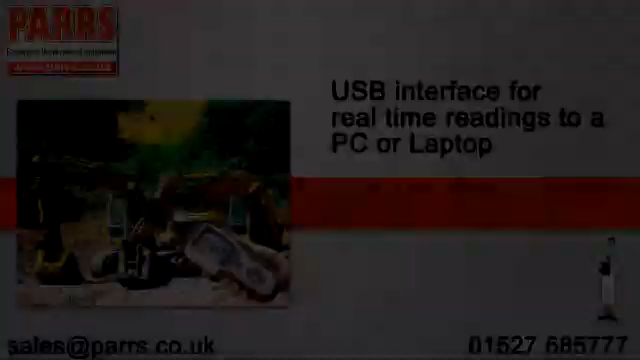 PARRS
USB interface for
real time readings to a
PC or Laptop
sales@parrs.co.uk
01527 685777